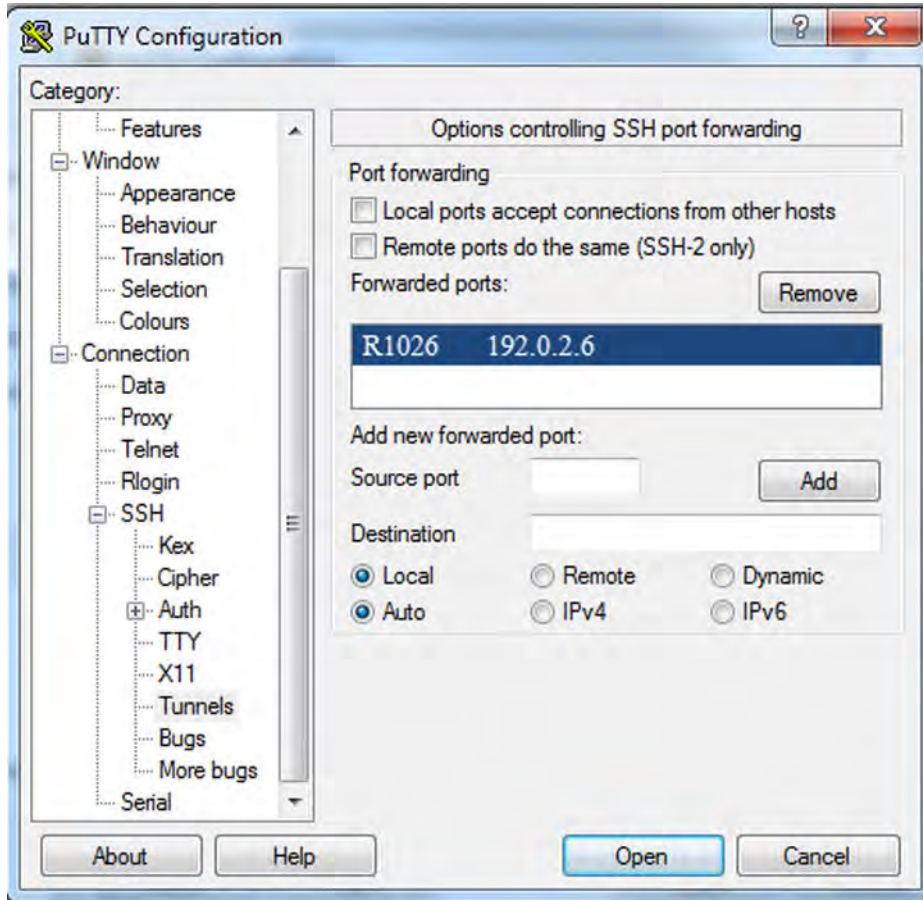 PuTTY Configuration
Category:
Features
Window
Appearance
Behaviour
Translation
Selection
Colours
Connection
Data
Proxy
Telnet
Rlogin
SSH
Kex
Cipher
Auth
TTY
X11
Tunnels
Bugs
More bugs
Serial
Options controlling SSH port forwarding
Port forwarding
Local ports accept connections from other hosts
Remote ports do the same (SSH-2 only)
Forwarded ports:
Remove
R1026 192.0.2.6
Add new forwarded port:
Source port
Add
Destination
Local Remote Dynamic
Auto IPv4 IPv6
About Help Open Cancel